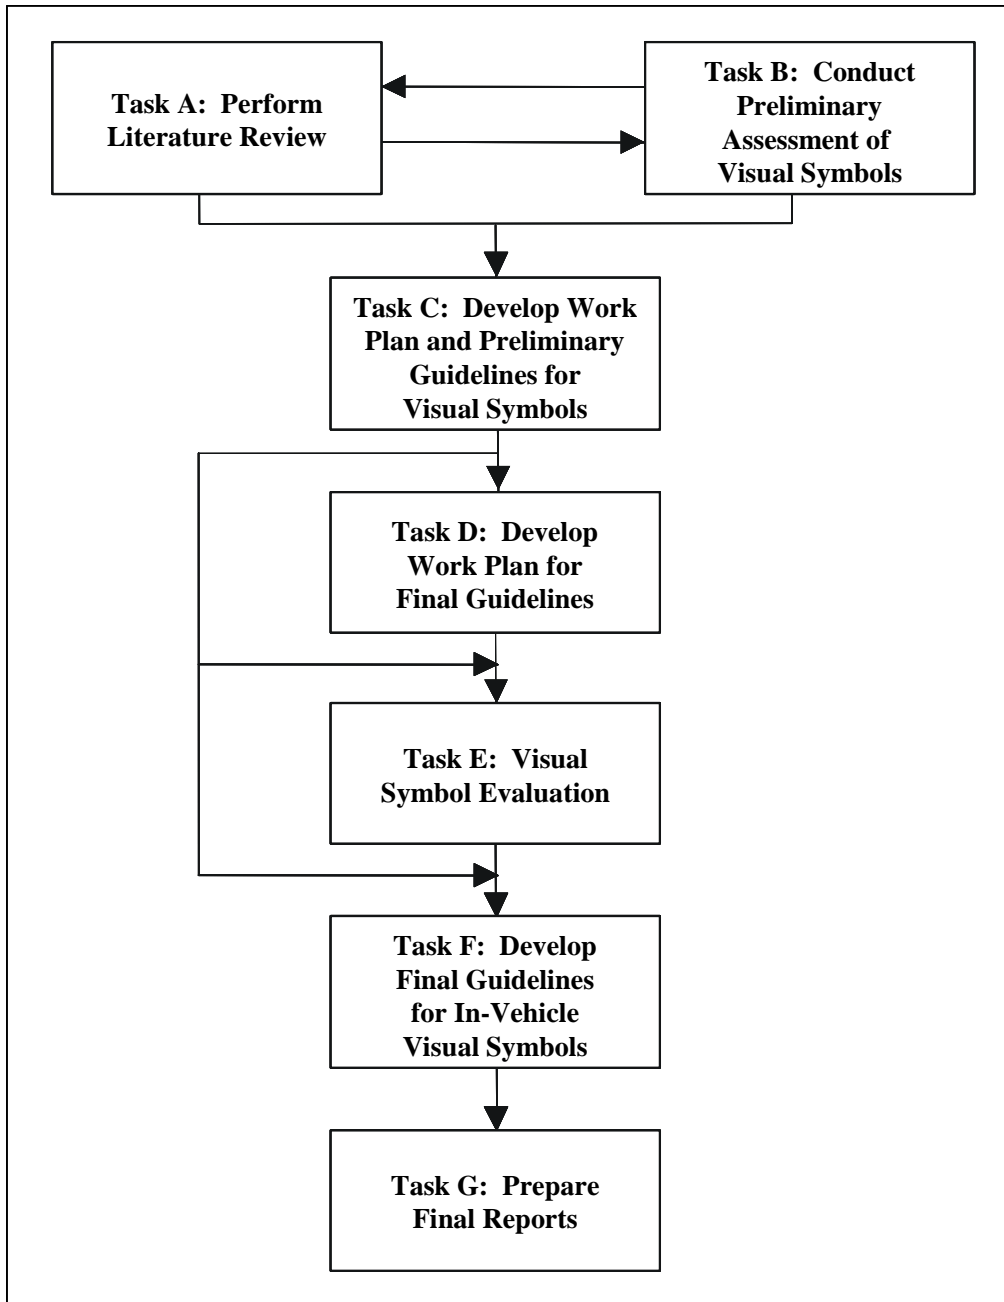 Task A:  Perform
Literature Review
Task B:  Conduct
Preliminary
Assessment of
Visual Symbols
Task C:  Develop Work
Plan and Preliminary
Guidelines for
Visual Symbols
Task D:  Develop
Work Plan for
Final Guidelines
Task E:  Visual
Symbol Evaluation
Task F:  Develop
Final Guidelines
for In-Vehicle
Visual Symbols
Task G:  Prepare
Final Reports